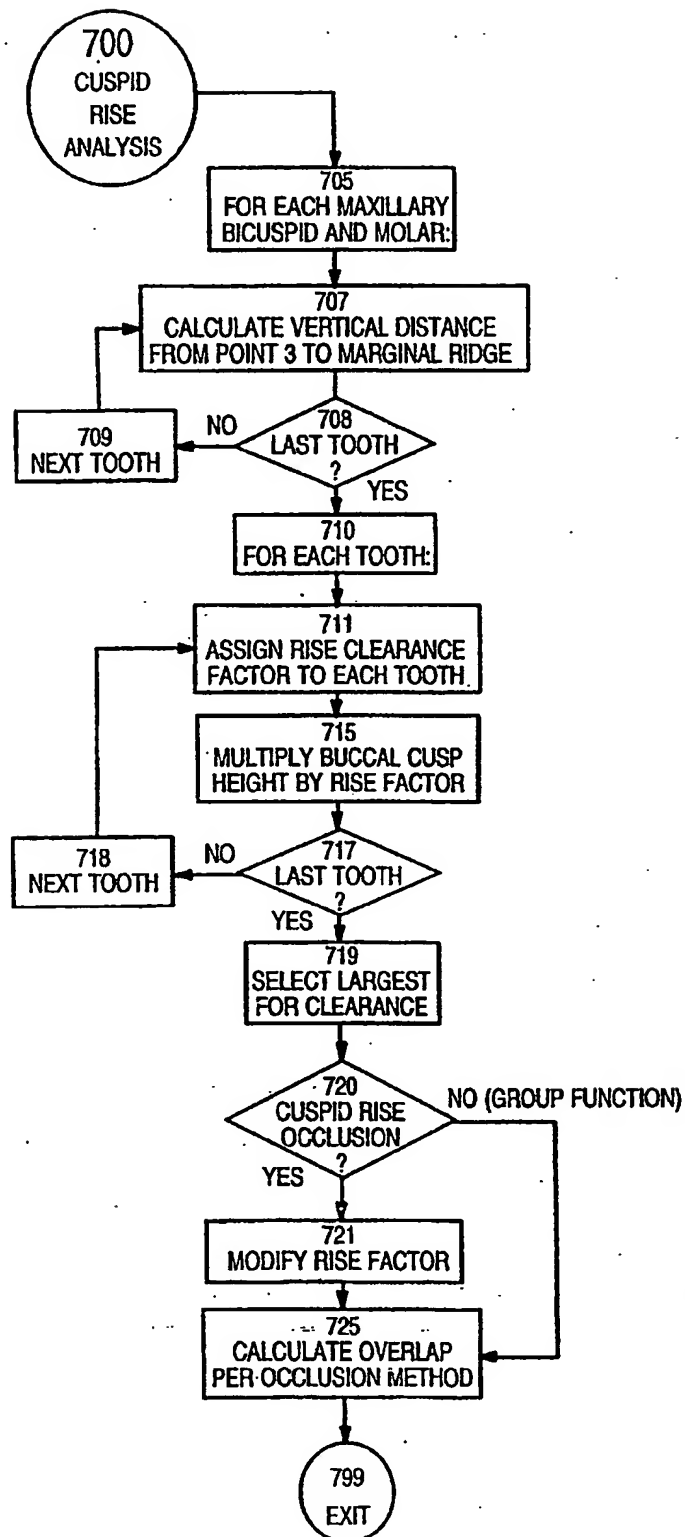 700
CUSPID
RISE
ANALYSIS
705
FOR EACH MAXILLARY
BICUSPID AND MOLAR:
707
CALCULATE VERTICAL DISTANCE
FROM POINT 3 TO MARGINAL RIDGE
708
LAST TOOTH
?
NO
709
NEXT TOOTH
YES
710
FOR EACH TOOTH:
711
ASSIGN RISE CLEARANCE
FACTOR TO EACH TOOTH
715
MULTIPLY BUCCAL CUSP
HEIGHT BY RISE FACTOR
717
LAST TOOTH
?
NO
718
NEXT TOOTH
YES
719
SELECT LARGEST
FOR CLEARANCE
720
CUSPID RISE
OCCLUSION
?
NO (GROUP FUNCTION)
YES
721
MODIFY RISE FACTOR
725
CALCULATE OVERLAP
PER OCCLUSION METHOD
799
EXIT